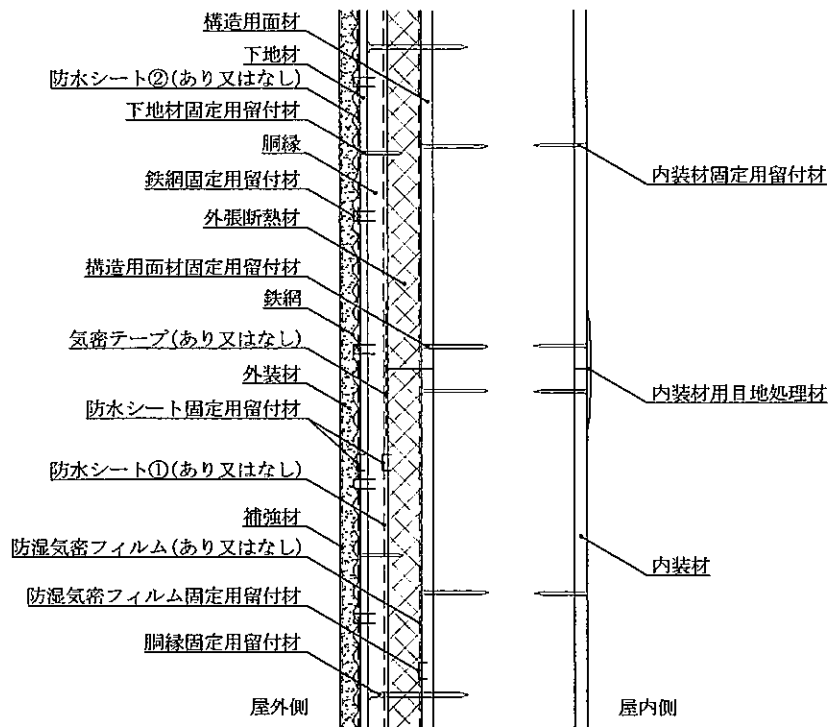 構造用面材
下地材
防水シート②(あり又はなし)
下地材固定用留付材
胴縁
鉄網固定用留付材
外張断熱材
構造用面材固定用留付材
鉄網
気密テープ(あり又はなし)
外装材
防水シート固定用留付材
防水シート①(あり又はなし)
補強材
防湿気密フィルム(あり又はなし)
防湿気密フィルム固定用留付材
胴縁固定用留付材
屋外側
内装材固定用留付材
内装材用目地処理材
内装材
屋内側